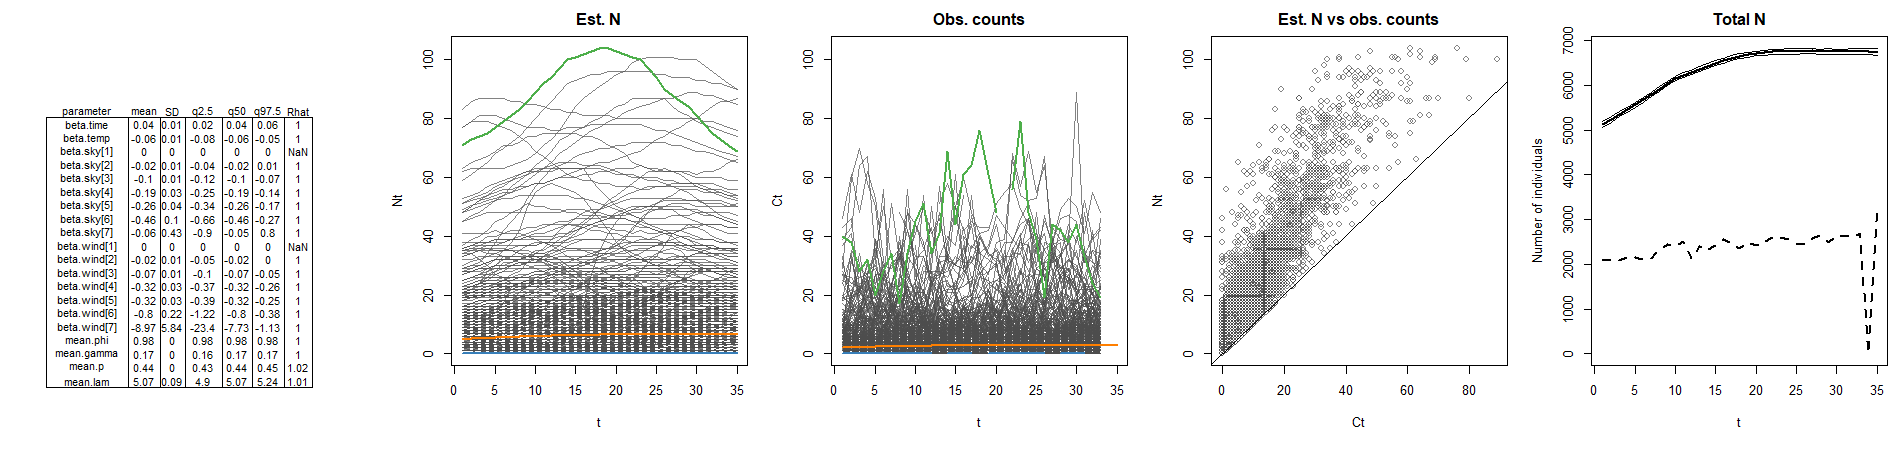 parameter mean SD q2.5 q50 q97.5 Rhat
beta.time 0.04 0.01 0.02 0.04 0.06 1
beta.temp -0.06 0.01 -0.08 -0.06 -0.05 1
beta.sky[1] 0 0 0 0 0 NaN
beta.sky[2] -0.02 0.01 -0.04 -0.02 0.01 1
beta.sky[3] -0.1 0.01 -0.12 -0.1 -0.07 1
beta.sky[4] -0.19 0.03 -0.25 -0.19 -0.14 1
beta.sky[5] -0.26 0.04 -0.34 -0.26 -0.17 1
beta.sky[6] -0.46 0.1 -0.66 -0.46 -0.27 1
beta.sky[7] -0.06 0.43 -0.9 -0.05 0.8 1
beta.wind[1] 0 0 0 0 0 NaN
beta.wind[2] -0.02 0.01 -0.05 -0.02 0 1
beta.wind[3] -0.07 0.01 -0.1 -0.07 -0.05 1
beta.wind[4] -0.32 0.03 -0.37 -0.32 -0.26 1
beta.wind[5] -0.32 0.03 -0.39 -0.32 -0.25 1
beta.wind[6] -0.8 0.22 -1.22 -0.8 -0.38 1
beta.wind[7] -8.97 5.84 -23.4 -7.73 -1.13 1
mean.phi 0.98 0 0.98 0.98 0.98 1
mean.gamma 0.17 0 0.16 0.17 0.17 1
mean.p 0.44 0 0.43 0.44 0.45 1.02
mean.lam 5.07 0.09 4.9 5.07 5.24 1.01
Est. N
Nt
100
80
60
40
20
0
0 5 10 15 20 25 30 35
t
Obs. counts
Ct
100
80
60
40
20
0
0 5 10 15 20 25 30 35
t
Est. N vs obs. counts
Nt
100
80
60
40
20
0
0 20 40 60 80
Ct
Total N
Number of individuals
7000
6000
5000
4000
3000
2000
1000
0
0 5 10 15 20 25 30 35
t